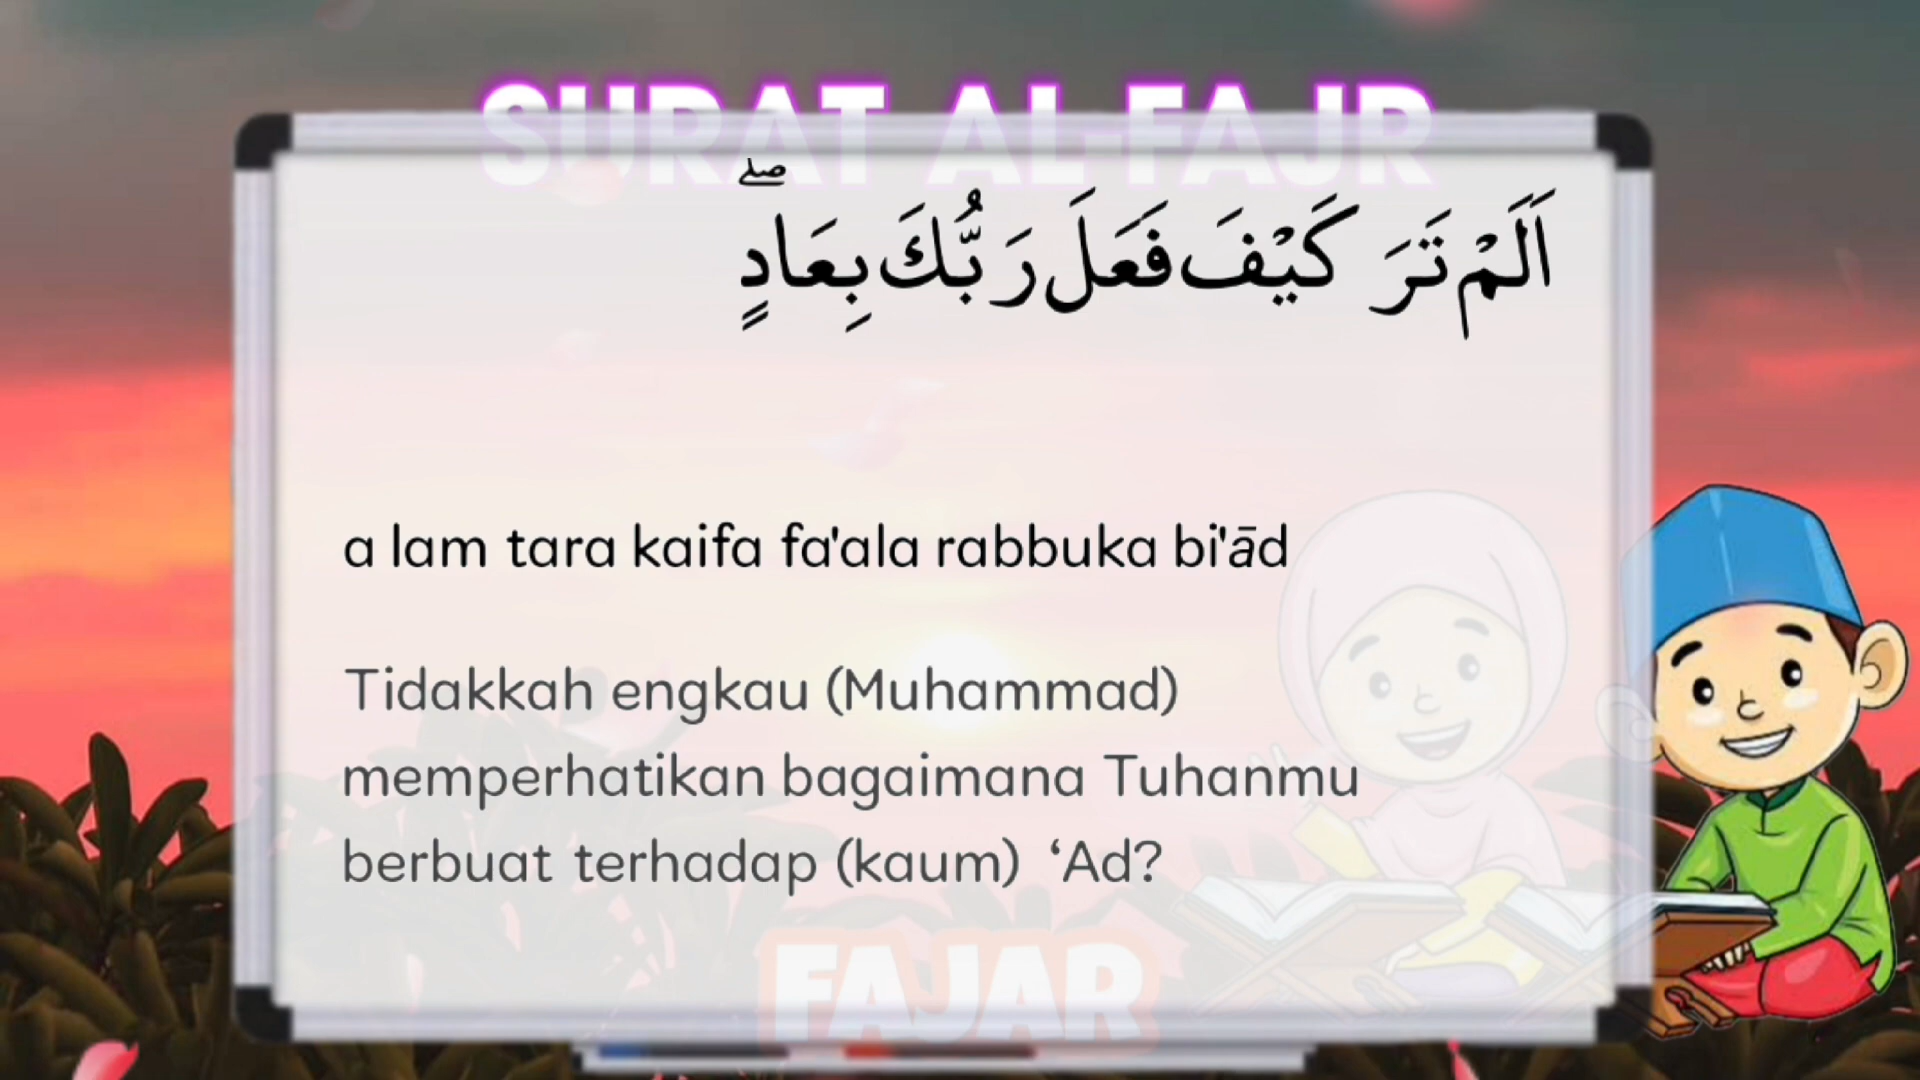 SURAT AL-FAJR
اَلَمْ تَرَ كَيْفَ فَعَلَ رَبُّكَ بِعَادٍۖ
a lam tara kaifa fa'ala rabbuka bi'ād
Tidakkah engkau (Muhammad)
memperhatikan bagaimana Tuhanmu
berbuat terhadap (kaum) ‘Ad?
FAJAR